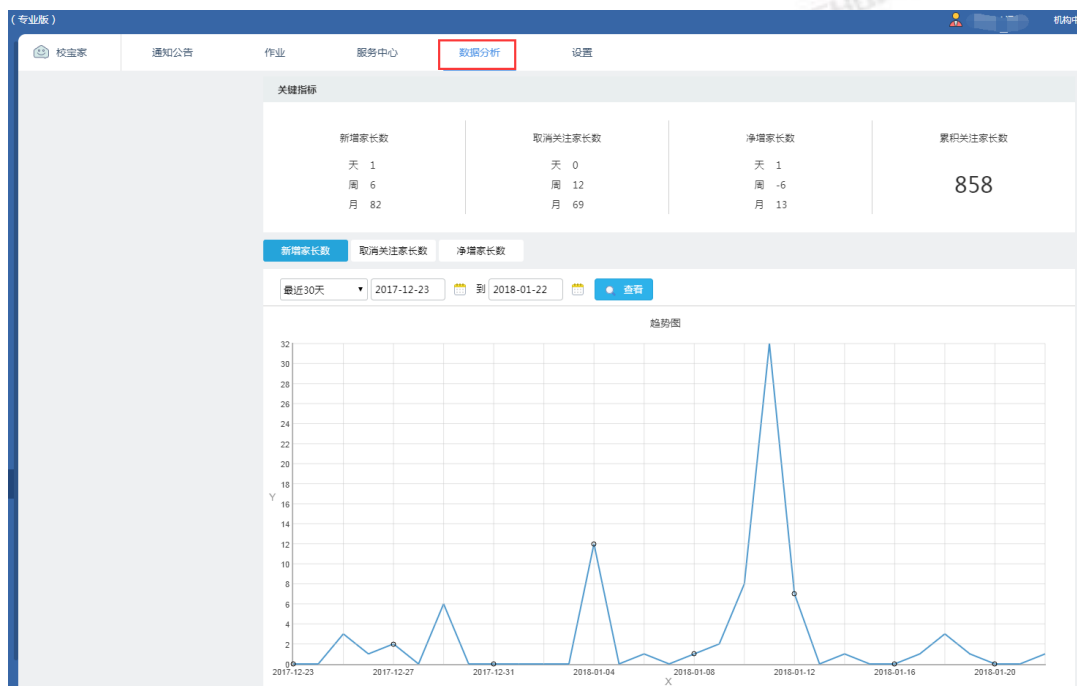 (专业版)
机构中
校宝家 通知公告 作业 服务中心 数据分析 设置
关键指标
新增家长数 取消关注家长数 净增家长数 累积关注家长数
天 1 天 0 天 1
周 6 周 12 周 -6 858
月 82 月 69 月 13
新增家长数 取消关注家长数 净增家长数
最近30天 2017-12-23 到 2018-01-22 查看
趋势图
32
30
28
26
24
22
20
18
Y
16
14
12
10
8
6
4
2
0
2017-12-23 2017-12-27 2017-12-31 2018-01-04 2018-01-08 2018-01-12 2018-01-16 2018-01-20
X